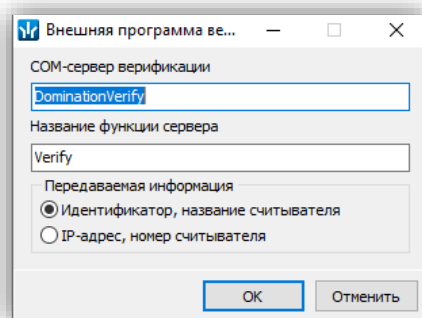 Внешняя программа ве...
COM-сервер верификации
DominationVerify
Название функции сервера
Verify
Передаваемая информация
Идентификатор, название считывателя
IP-адрес, номер считывателя
OK
Отменить